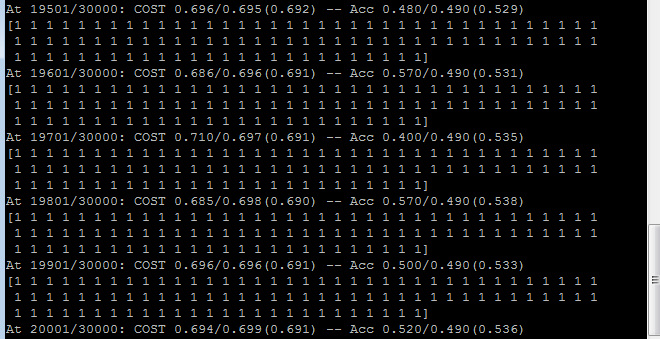 At 19501/30000: COST 0.696/0.695(0.692) -- Acc 0.480/0.490(0.529)
[1 1 1 1 1 1 1 1 1 1 1 1 1 1 1 1 1 1 1 1 1 1 1 1 1 1 1 1 1 1 1 1 1 1 1 1 1
1 1 1 1 1 1 1 1 1 1 1 1 1 1 1 1 1 1 1 1 1 1 1 1 1 1 1 1 1 1 1 1 1 1 1 1 1
1 1 1 1 1 1 1 1 1 1 1 1 1 1 1 1 1 1 1 1 1 1 1 1 1 1]
At 19601/30000: COST 0.686/0.696(0.691) -- Acc 0.570/0.490(0.531)
[1 1 1 1 1 1 1 1 1 1 1 1 1 1 1 1 1 1 1 1 1 1 1 1 1 1 1 1 1 1 1 1 1 1 1 1 1
1 1 1 1 1 1 1 1 1 1 1 1 1 1 1 1 1 1 1 1 1 1 1 1 1 1 1 1 1 1 1 1 1 1 1 1 1
1 1 1 1 1 1 1 1 1 1 1 1 1 1 1 1 1 1 1 1 1 1 1 1 1 1]
At 19701/30000: COST 0.710/0.697(0.691) -- Acc 0.400/0.490(0.535)
[1 1 1 1 1 1 1 1 1 1 1 1 1 1 1 1 1 1 1 1 1 1 1 1 1 1 1 1 1 1 1 1 1 1 1 1 1
1 1 1 1 1 1 1 1 1 1 1 1 1 1 1 1 1 1 1 1 1 1 1 1 1 1 1 1 1 1 1 1 1 1 1 1 1
1 1 1 1 1 1 1 1 1 1 1 1 1 1 1 1 1 1 1 1 1 1 1 1 1 1]
At 19801/30000: COST 0.685/0.698(0.690) -- Acc 0.570/0.490(0.538)
[1 1 1 1 1 1 1 1 1 1 1 1 1 1 1 1 1 1 1 1 1 1 1 1 1 1 1 1 1 1 1 1 1 1 1 1 1
1 1 1 1 1 1 1 1 1 1 1 1 1 1 1 1 1 1 1 1 1 1 1 1 1 1 1 1 1 1 1 1 1 1 1 1 1
1 1 1 1 1 1 1 1 1 1 1 1 1 1 1 1 1 1 1 1 1 1 1 1 1 1]
At 19901/30000: COST 0.696/0.696(0.691) -- Acc 0.500/0.490(0.533)
[1 1 1 1 1 1 1 1 1 1 1 1 1 1 1 1 1 1 1 1 1 1 1 1 1 1 1 1 1 1 1 1 1 1 1 1 1
1 1 1 1 1 1 1 1 1 1 1 1 1 1 1 1 1 1 1 1 1 1 1 1 1 1 1 1 1 1 1 1 1 1 1 1 1
1 1 1 1 1 1 1 1 1 1 1 1 1 1 1 1 1 1 1 1 1 1 1 1 1 1]
At 20001/30000: COST 0.694/0.699(0.691) -- Acc 0.520/0.490(0.536)